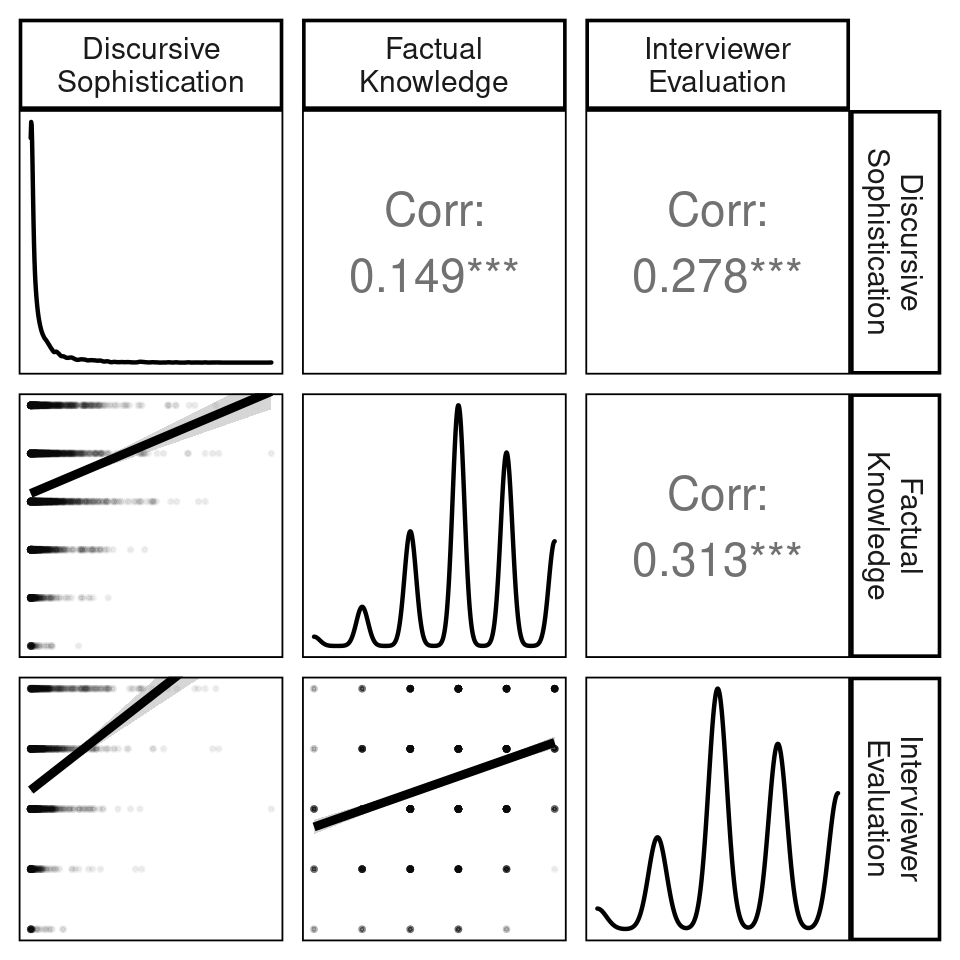 Discursive
Sophistication
Factual
Knowledge
Interviewer
Evaluation
Corr:
0.149***
Corr:
0.278***
Discursive
Sophistication
Corr:
0.313***
Factual
Knowledge
Interviewer
Evaluation